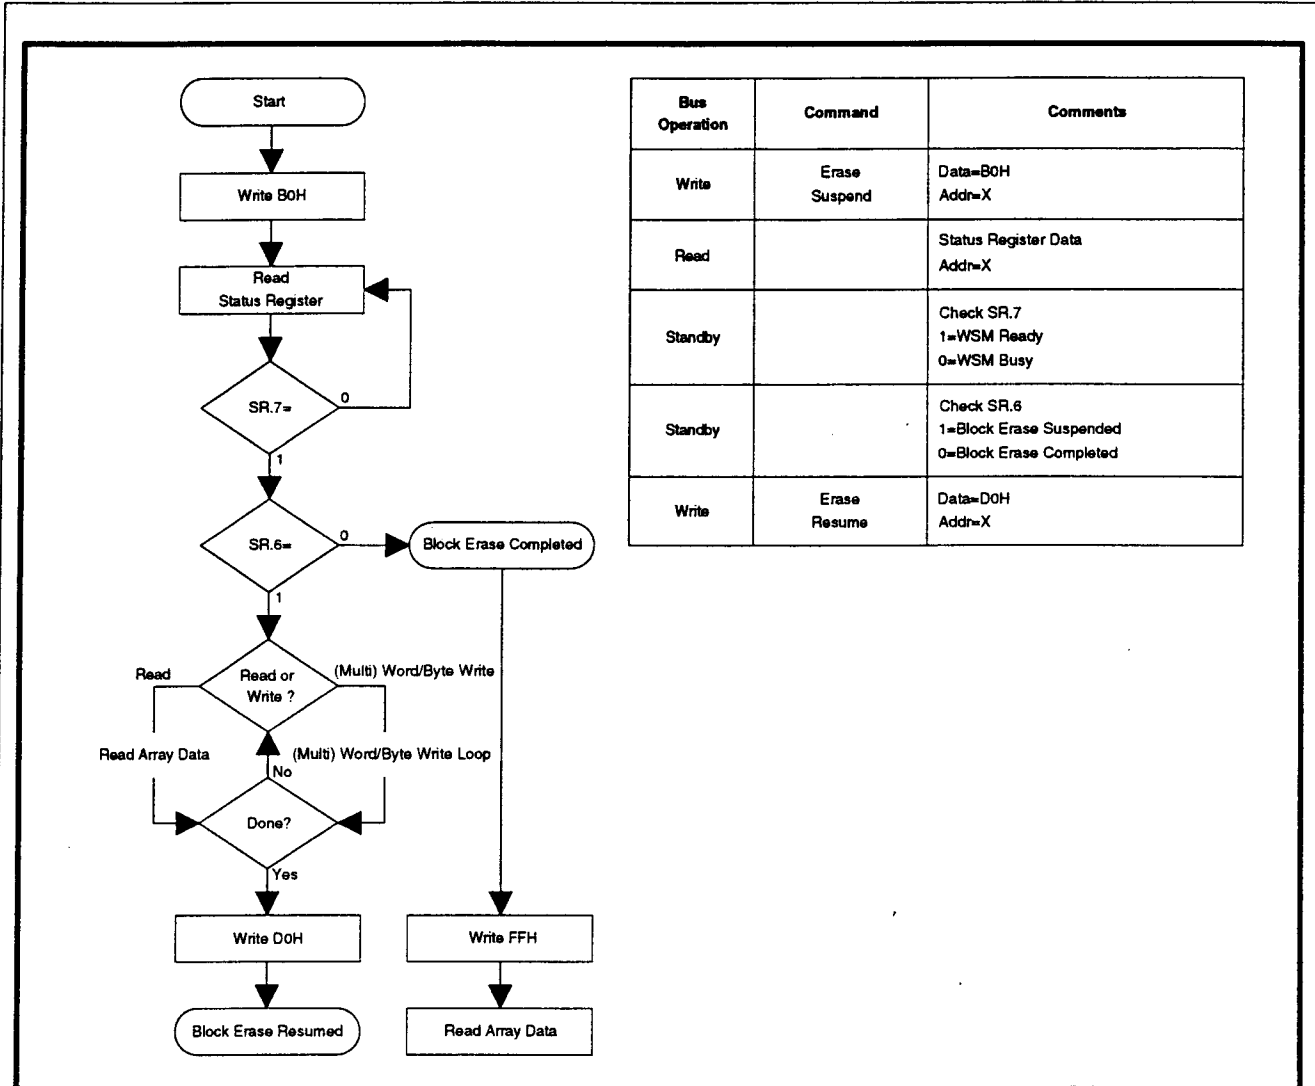 Start
Write B0H
Read
Status Register
SR.7=
0
1
SR.6=
0
Block Erase Completed
1
Read
Read or
Write ?
(Multi) Word/Byte Write
Read Array Data
(Multi) Word/Byte Write Loop
No
Done?
Yes
Write D0H
Write FFH
Block Erase Resumed
Read Array Data
Bus
Operation
Command
Comments
Write
Erase
Suspend
Data=B0H
Addr=X
Read
Status Register Data
Addr=X
Standby
Check SR.7
1=WSM Ready
0=WSM Busy
Standby
Check SR.6
1=Block Erase Suspended
0=Block Erase Completed
Write
Erase
Resume
Data=D0H
Addr=X